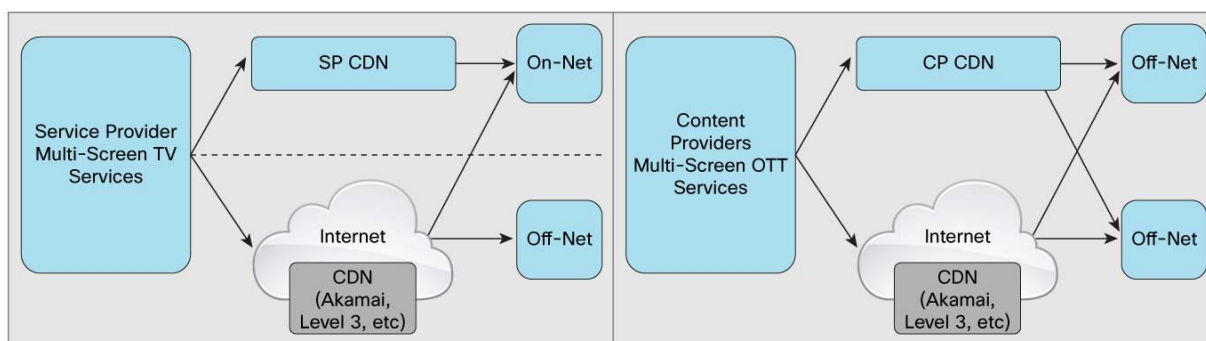 Service Provider
Multi-Screen TV
Services
SP CDN
On-Net
Internet
CDN
(Akamai,
Level 3, etc)
Off-Net
Content
Providers
Multi-Screen OTT
Services
CP CDN
Off-Net
Internet
CDN
(Akamai,
Level 3, etc)
Off-Net